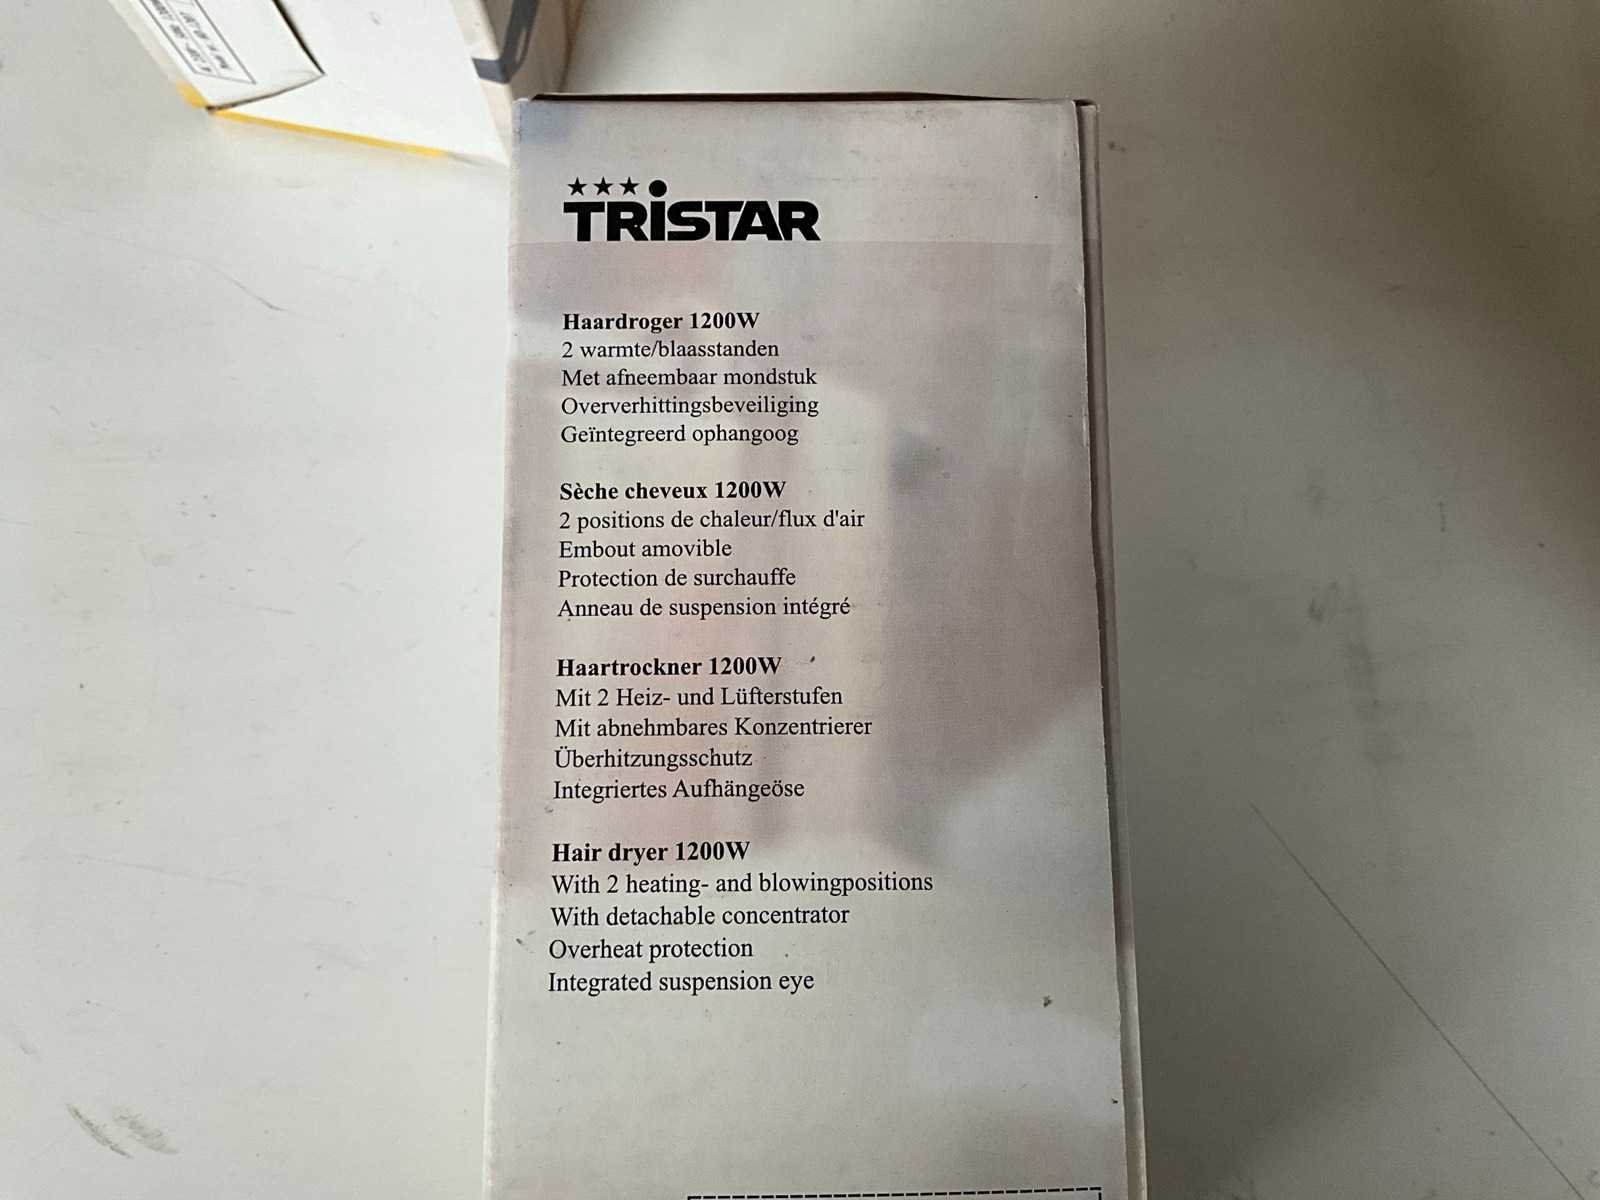 TRISTAR
Haardroger 1200W
2 warmte/blaasstanden
Met afneembaar mondstuk
Oververhittingsbeveiliging
Geïntegreerd ophangoog
Sèche cheveux 1200W
2 positions de chaleur/flux d'air
Embout amovible
Protection de surchauffe
Anneau de suspension intégré
Haartrockner 1200W
Mit 2 Heiz- und Lüfterstufen
Mit abnehmbares Konzentrierer
Überhitzungsschutz
Integriertes Aufhängeöse
Hair dryer 1200W
With 2 heating- and blowingpositions
With detachable concentrator
Overheat protection
Integrated suspension eye